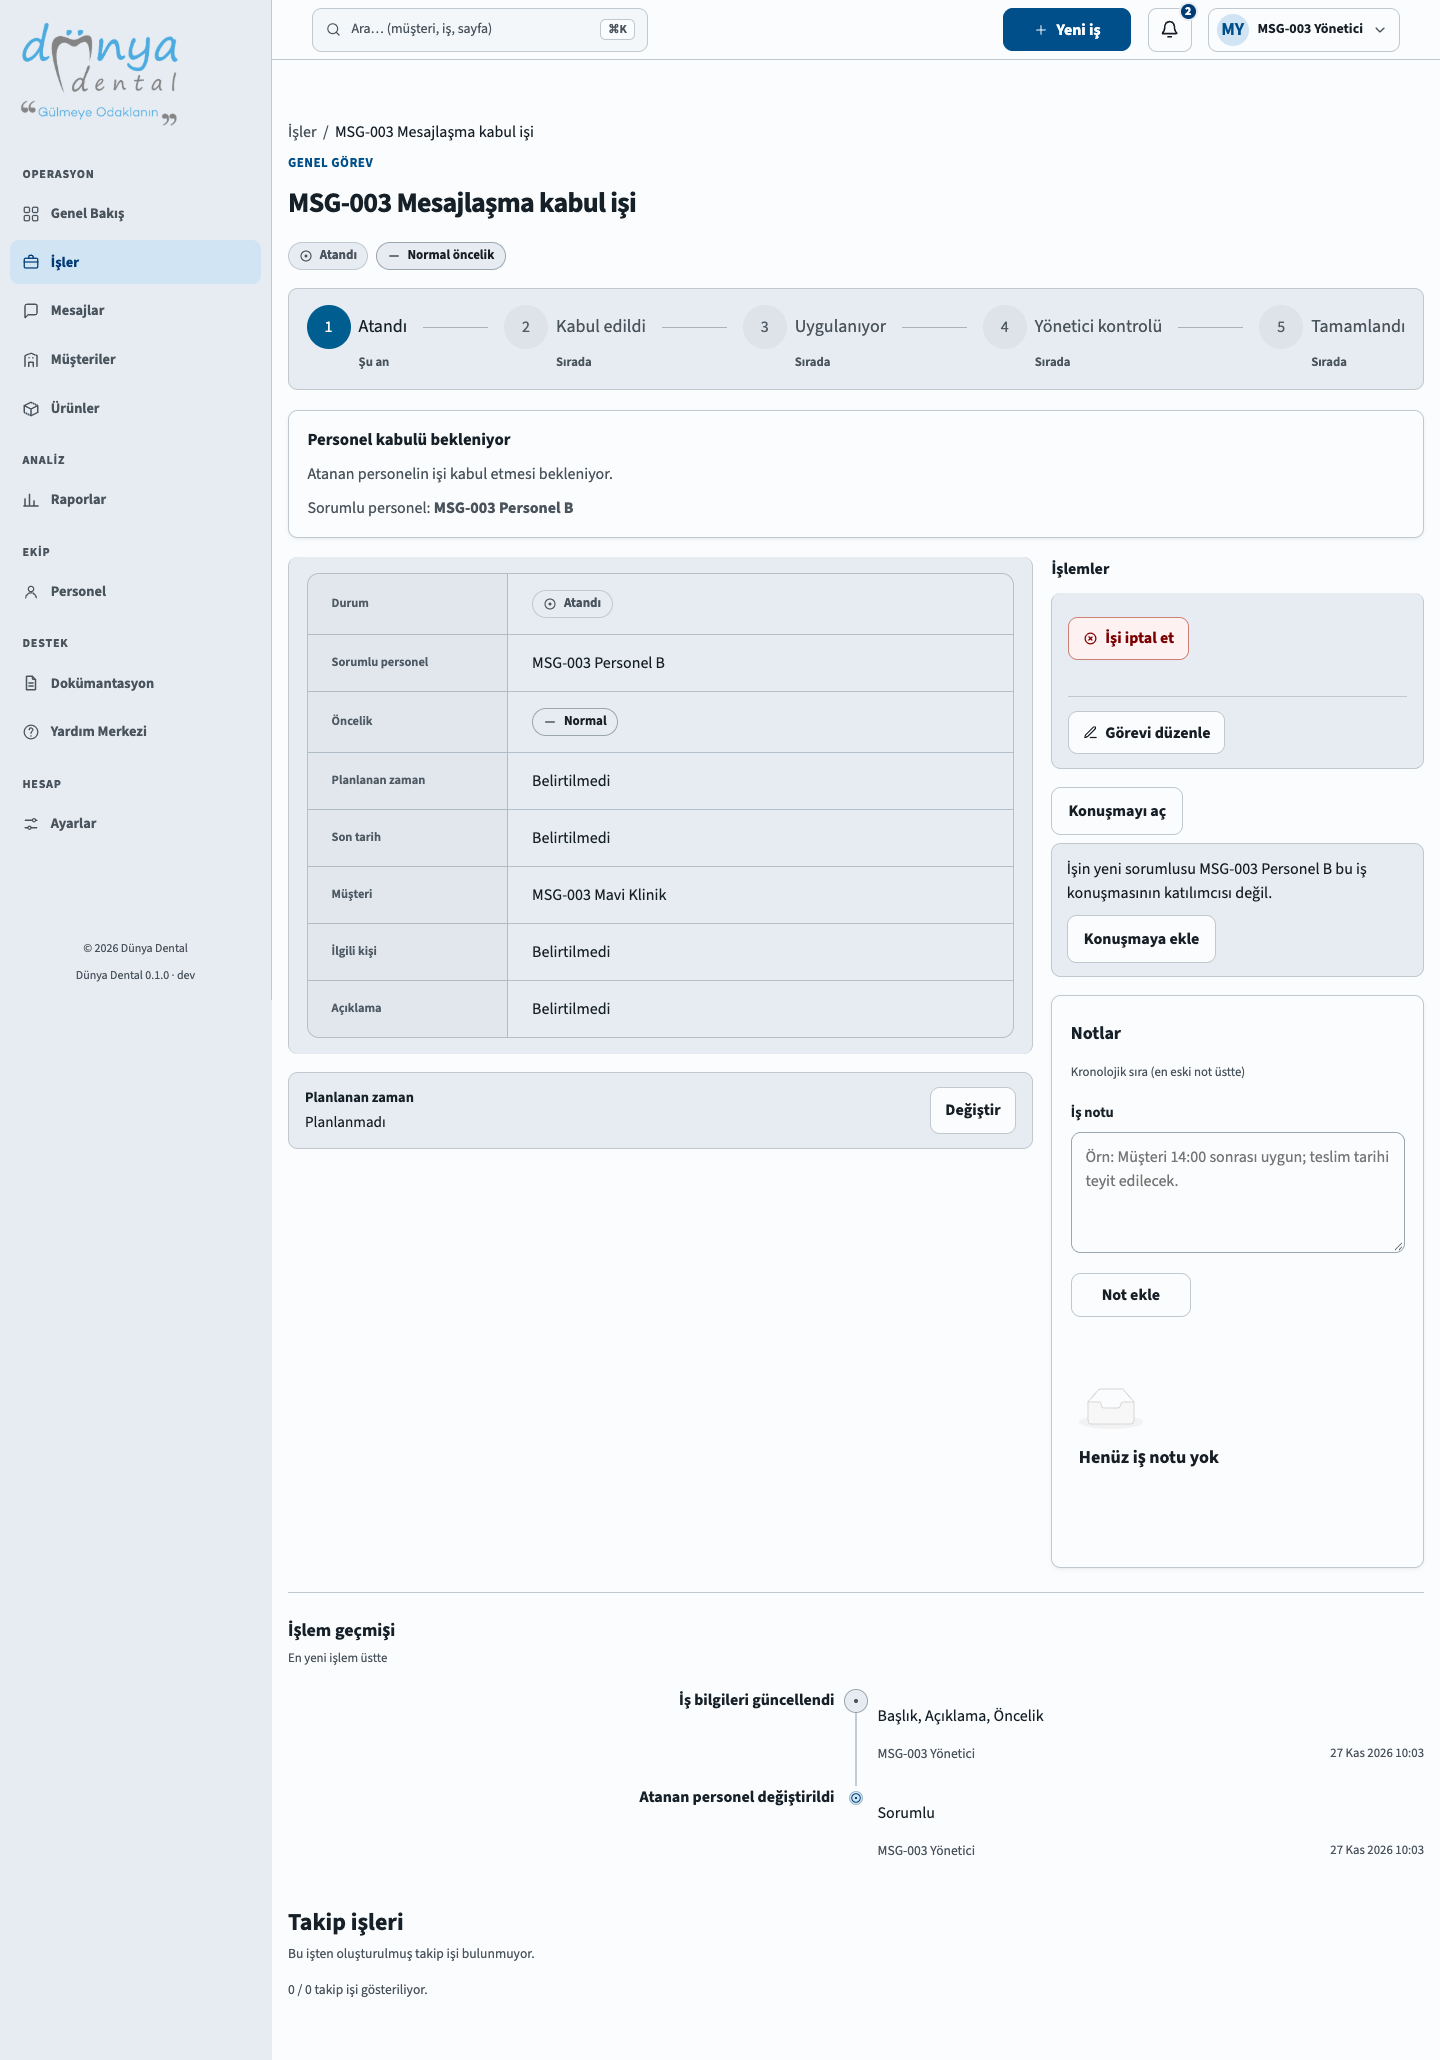 dünya
dental
“Gülmeye Odaklanın”
OPERASYON
Genel Bakış
İşler
Mesajlar
Müşteriler
Ürünler
ANALİZ
Raporlar
EKİP
Personel
DESTEK
Dokümantasyon
Yardım Merkezi
HESAP
Ayarlar
© 2026 Dünya Dental
Dünya Dental 0.1.0 · dev
Ara… (müşteri, iş, sayfa)
⌘K
Yeni iş
2
MY
MSG-003 Yönetici
İşler / MSG-003 Mesajlaşma kabul işi
GENEL GÖREV
MSG-003 Mesajlaşma kabul işi
Atandı
Normal öncelik
1 Atandı
Şu an
2 Kabul edildi
Sırada
3 Uygulanıyor
Sırada
4 Yönetici kontrolü
Sırada
5 Tamamlandı
Sırada
Personel kabulü bekleniyor
Atanan personelin işi kabul etmesi bekleniyor.
Sorumlu personel: MSG-003 Personel B
Durum
Atandı
Sorumlu personel
MSG-003 Personel B
Öncelik
Normal
Planlanan zaman
Belirtilmedi
Son tarih
Belirtilmedi
Müşteri
MSG-003 Mavi Klinik
İlgili kişi
Belirtilmedi
Açıklama
Belirtilmedi
Planlanan zaman
Planlanmadı
Değiştir
İşlemler
İşi iptal et
Görevi düzenle
Konuşmayı aç
İşin yeni sorumlusu MSG-003 Personel B bu iş
konuşmasının katılımcısı değil.
Konuşmaya ekle
Notlar
Kronolojik sıra (en eski not üstte)
İş notu
Örn: Müşteri 14:00 sonrası uygun; teslim tarihi
teyit edilecek.
Not ekle
Henüz iş notu yok
İşlem geçmişi
En yeni işlem üstte
İş bilgileri güncellendi
Başlık, Açıklama, Öncelik
MSG-003 Yönetici
27 Kas 2026 10:03
Atanan personel değiştirildi
Sorumlu
MSG-003 Yönetici
27 Kas 2026 10:03
Takip işleri
Bu işten oluşturulmuş takip işi bulunmuyor.
0 / 0 takip işi gösteriliyor.